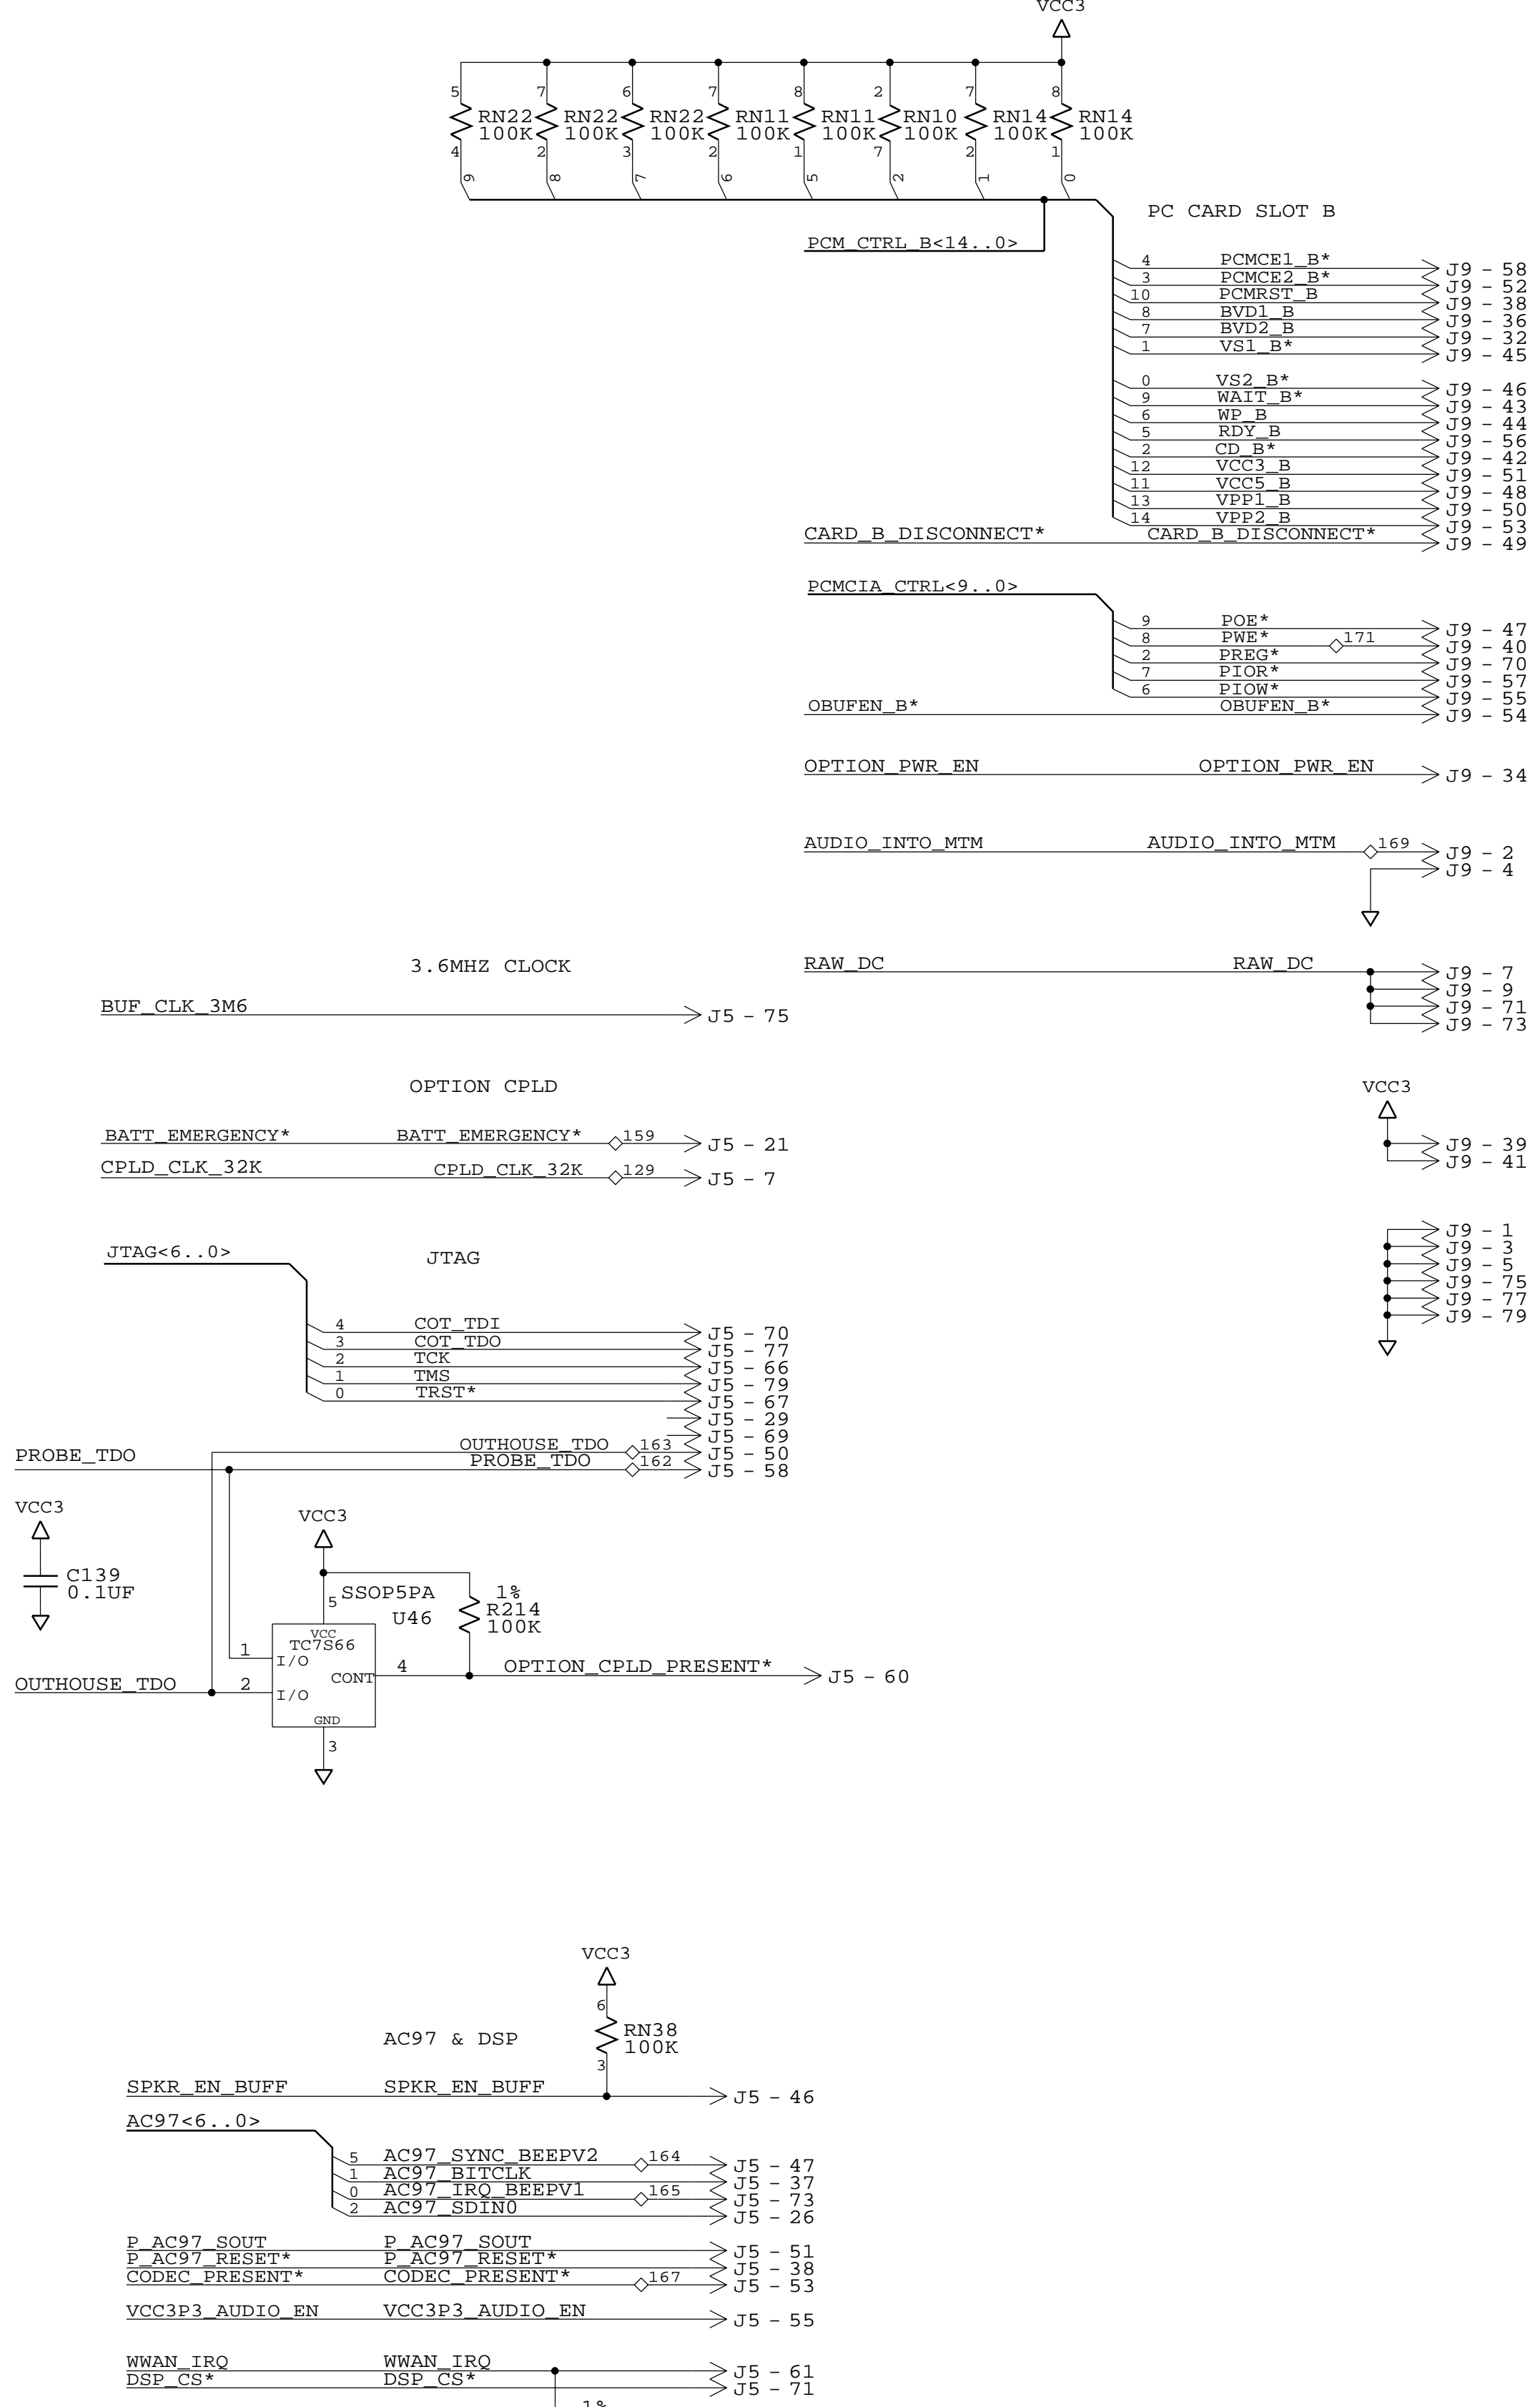 VCC3
5 7 6 7 8 2 7 8
RN22 RN22 RN22 RN11 RN11 RN10 RN14 RN14
100K 100K 100K 100K 100K 100K 100K 100K
4 2 3 2 1 7 2 1
9 8 7 6 5 2 1 0
PC CARD SLOT B
PCM_CTRL_B<14..0>
4 PCMCE1_B* J9 - 58
3 PCMCE2_B* J9 - 52
10 PCMRST_B J9 - 38
8 BVD1_B J9 - 36
7 BVD2_B J9 - 32
1 VS1_B* J9 - 45
0 VS2_B* J9 - 46
9 WAIT_B* J9 - 43
6 WP_B J9 - 44
5 RDY_B J9 - 56
2 CD_B* J9 - 42
12 VCC3_B J9 - 51
11 VCC5_B J9 - 48
13 VPP1_B J9 - 50
14 VPP2_B J9 - 53
CARD_B_DISCONNECT* CARD_B_DISCONNECT* J9 - 49
PCMCIA_CTRL<9..0>
9 POE* J9 - 47
8 PWE* 171 J9 - 40
2 PREG* J9 - 70
7 PIOR* J9 - 57
6 PIOW* J9 - 55
OBUFEN_B* OBUFEN_B* J9 - 54
OPTION_PWR_EN OPTION_PWR_EN J9 - 34
AUDIO_INTO_MTM AUDIO_INTO_MTM 169 J9 - 2
J9 - 4
RAW_DC RAW_DC J9 - 7
J9 - 9
J9 - 71
J9 - 73
3.6MHZ CLOCK
BUF_CLK_3M6 J5 - 75
OPTION CPLD
BATT_EMERGENCY* BATT_EMERGENCY* 159 J5 - 21
CPLD_CLK_32K CPLD_CLK_32K 129 J5 - 7
VCC3
J9 - 39
J9 - 41
J9 - 1
J9 - 3
J9 - 5
J9 - 75
J9 - 77
J9 - 79
JTAG<6..0> JTAG
4 COT_TDI J5 - 70
3 COT_TDO J5 - 77
2 TCK J5 - 66
1 TMS J5 - 79
0 TRST* J5 - 67
J5 - 29
J5 - 69
OUTHOUSE_TDO 163 J5 - 50
PROBE_TDO PROBE_TDO 162 J5 - 58
VCC3
C139
0.1UF
VCC3
5 SSOP5PA
U46
1%
R214
100K
VCC
TC7S66
1 I/O
CONT 4 OPTION_CPLD_PRESENT* J5 - 60
OUTHOUSE_TDO 2 I/O
GND
3
VCC3
6
RN38
100K
3
AC97 & DSP
SPKR_EN_BUFF SPKR_EN_BUFF J5 - 46
AC97<6..0>
5 AC97_SYNC_BEEPV2 164 J5 - 47
1 AC97_BITCLK J5 - 37
0 AC97_IRQ_BEEPV1 165 J5 - 73
2 AC97_SDIN0 J5 - 26
P_AC97_SOUT P_AC97_SOUT J5 - 51
P_AC97_RESET* P_AC97_RESET* J5 - 38
CODEC_PRESENT* CODEC_PRESENT* 167 J5 - 53
VCC3P3_AUDIO_EN VCC3P3_AUDIO_EN J5 - 55
WWAN_IRQ WWAN_IRQ J5 - 61
DSP_CS* DSP_CS* J5 - 71
1%